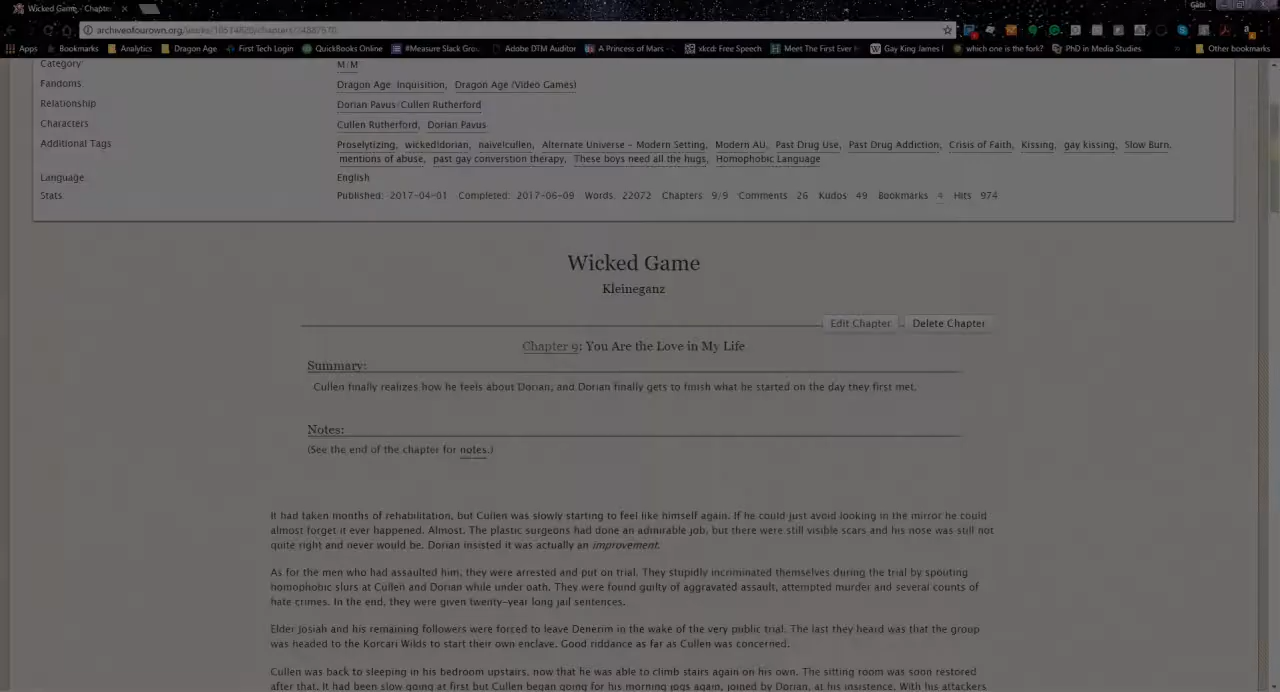 Wicked Game - Chapter
Gabi
archiveofourown.org/works/10514820/chapters/24887670
Apps Bookmarks Analytics Dragon Age First Tech Login QuickBooks Online #Measure Slack Gro Adobe DTM Auditor A Princes of Mars - xkcd: Free Speech Meet The First Ever Gay King James I which one is the fork? PhD in Media Studies » Other bookmarks
Category M/M
Fandoms Dragon Age: Inquisition, Dragon Age (Video Games)
Relationship Dorian Pavus/Cullen Rutherford
Characters Cullen Rutherford, Dorian Pavus
Additional Tags Proselytizing, wicked!dorian, naive!cullen, Alternate Universe - Modern Setting, Modern AU, Past Drug Use, Past Drug Addiction, Crisis of Faith, Kissing, gay kissing, Slow Burn,
mentions of abuse, past gay converstion therapy, These boys need all the hugs, Homophobic Language
Language English
Stats Published: 2017-04-01 Completed: 2017-06-09 Words: 22072 Chapters 9/9 Comments 26 Kudos 49 Bookmarks 4 Hits 974
Wicked Game
Kleineganz
Edit Chapter Delete Chapter
Chapter 9: You Are the Love in My Life
Summary:
Cullen finally realizes how he feels about Dorian, and Dorian finally gets to finish what he started on the day they first met.
Notes:
(See the end of the chapter for notes.)
It had taken months of rehabilitation, but Cullen was slowly starting to feel like himself again. If he could just avoid looking in the mirror he could
almost forget it ever happened. Almost. The plastic surgeons had done an admirable job, but there were still visible scars and his nose was still not
quite right and never would be. Dorian insisted it was actually an improvement.
As for the men who had assaulted him, they were arrested and put on trial. They stupidly incriminated themselves during the trial by spouting
homophobic slurs at Cullen and Dorian while under oath. They were found guilty of aggravated assault, attempted murder and several counts of
hate crimes. In the end, they were given twenty-year long jail sentences.
Elder Josiah and his remaining followers were forced to leave Denerim in the wake of the very public trial. The last they heard was that the group
was headed to the Korcari Wilds to start their own enclave. Good riddance as far as Cullen was concerned.
Cullen was back to sleeping in his bedroom upstairs, now that he was able to climb stairs again on his own. The sitting room was soon restored
after that. It had been slow going at first but Cullen began going for his morning jogs again, joined by Dorian, at his insistence. With his attackers